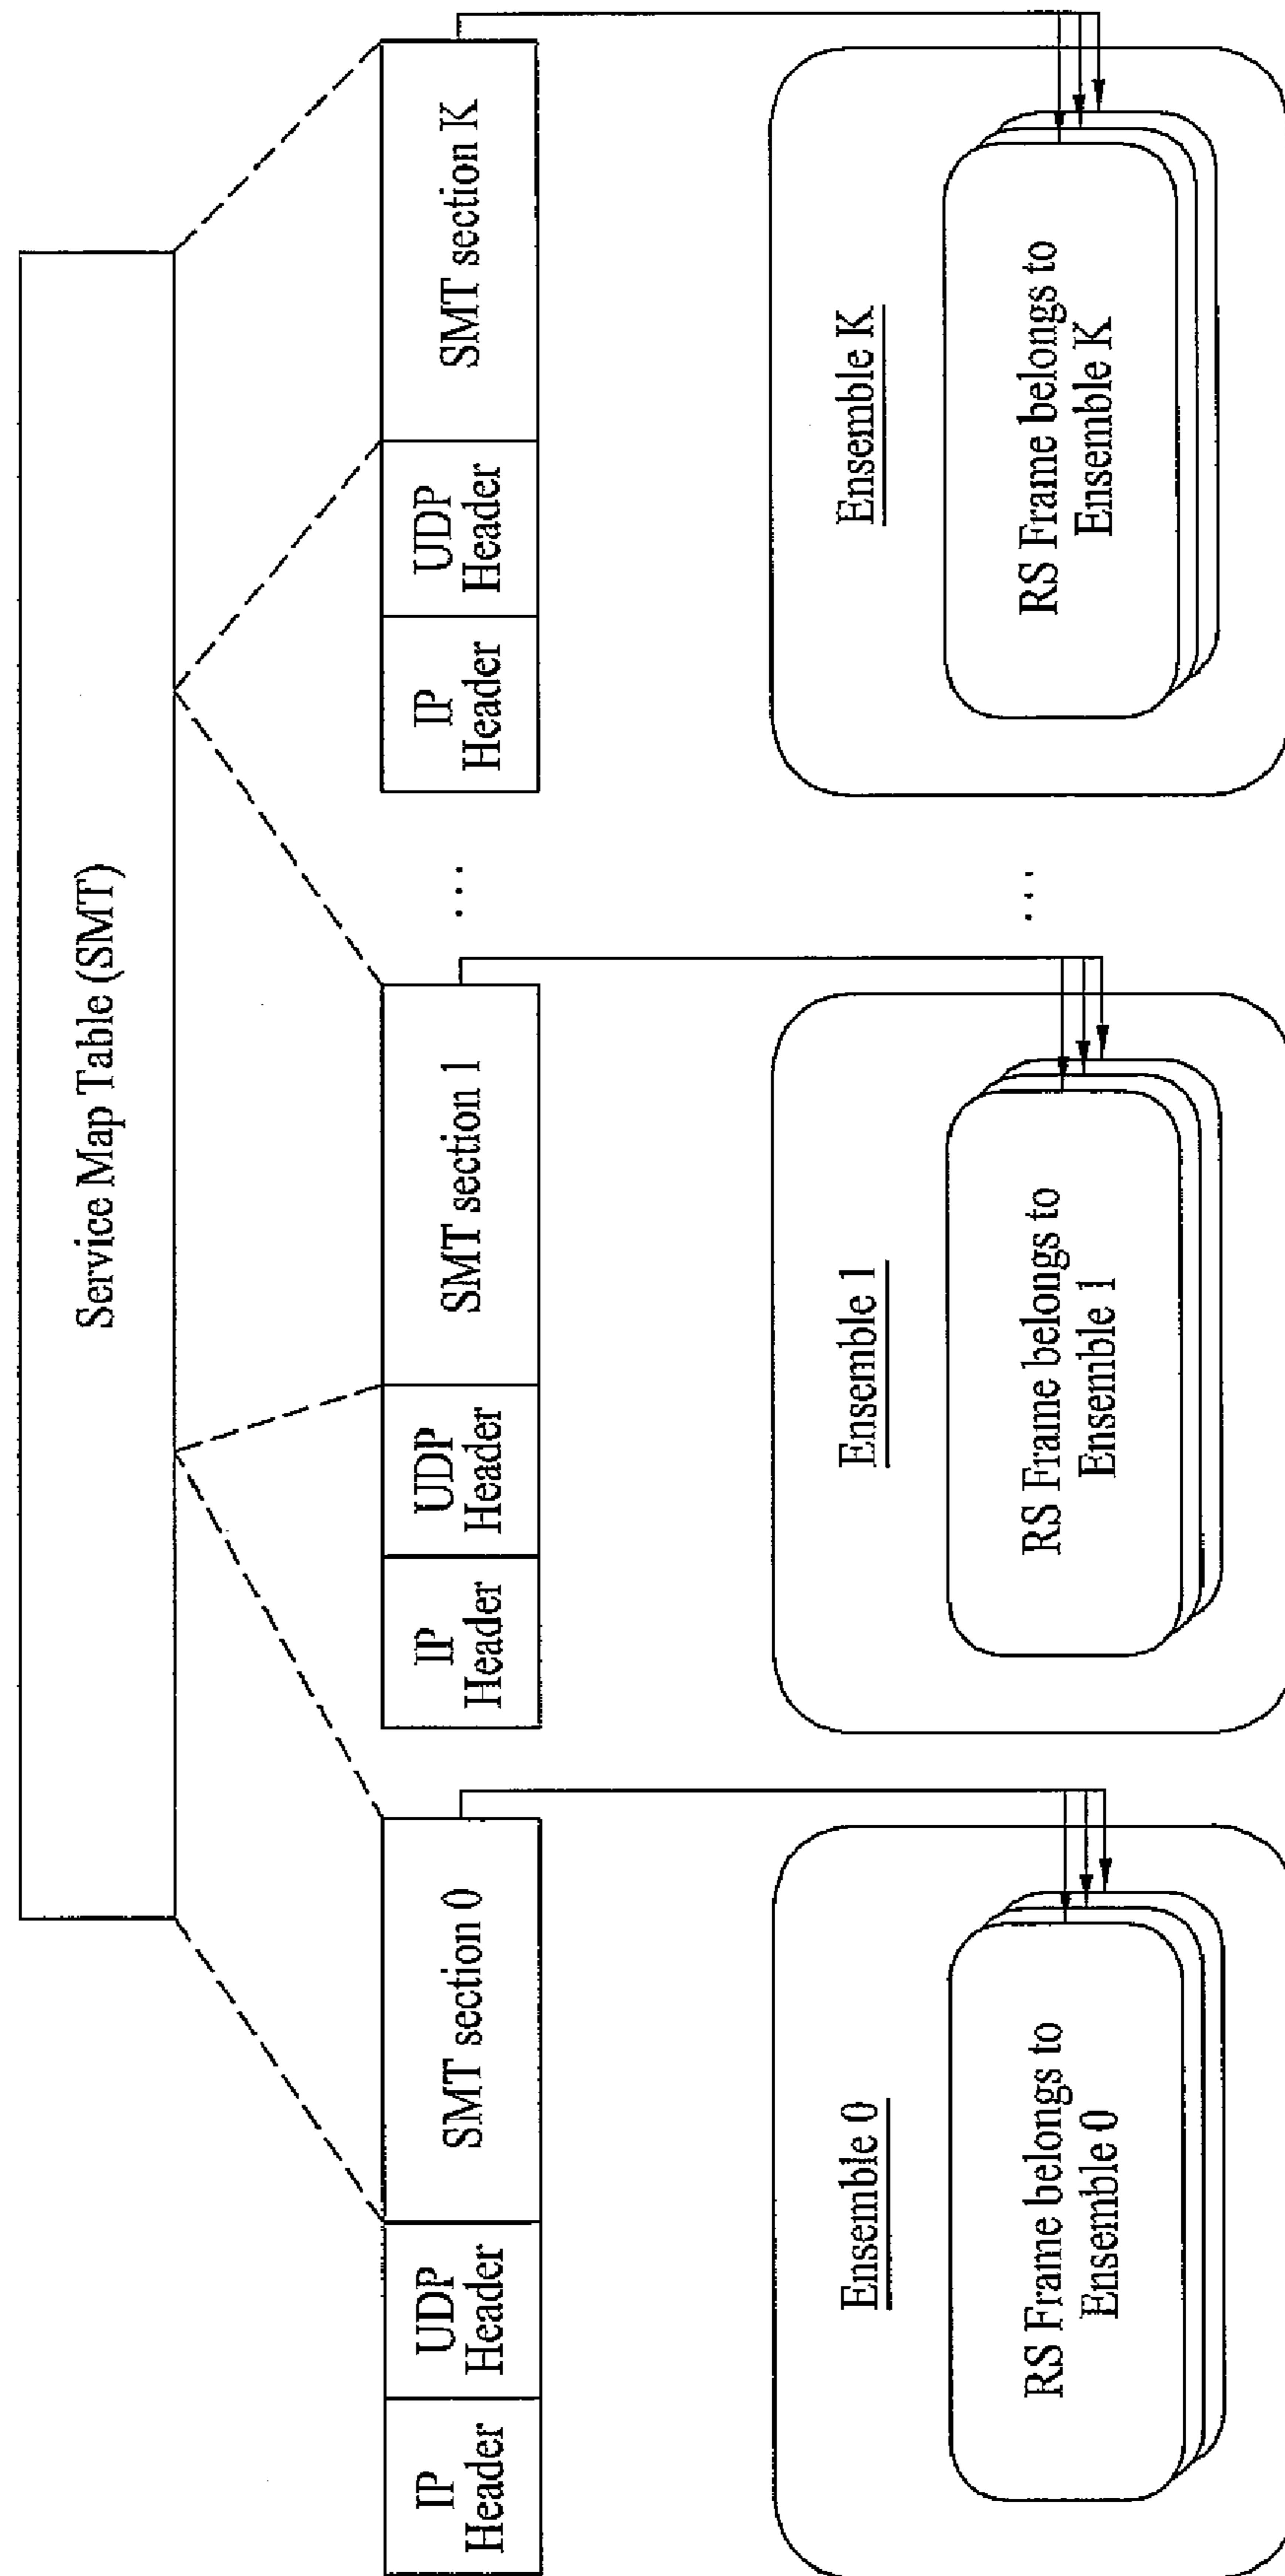 Service Map Table (SMT)
IP
Header
UDP
Header
SMT section 0
IP
Header
UDP
Header
SMT section 1
...
IP
Header
UDP
Header
SMT section K
Ensemble 0
RS Frame belongs to
Ensemble 0
Ensemble 1
RS Frame belongs to
Ensemble 1
...
Ensemble K
RS Frame belongs to
Ensemble K